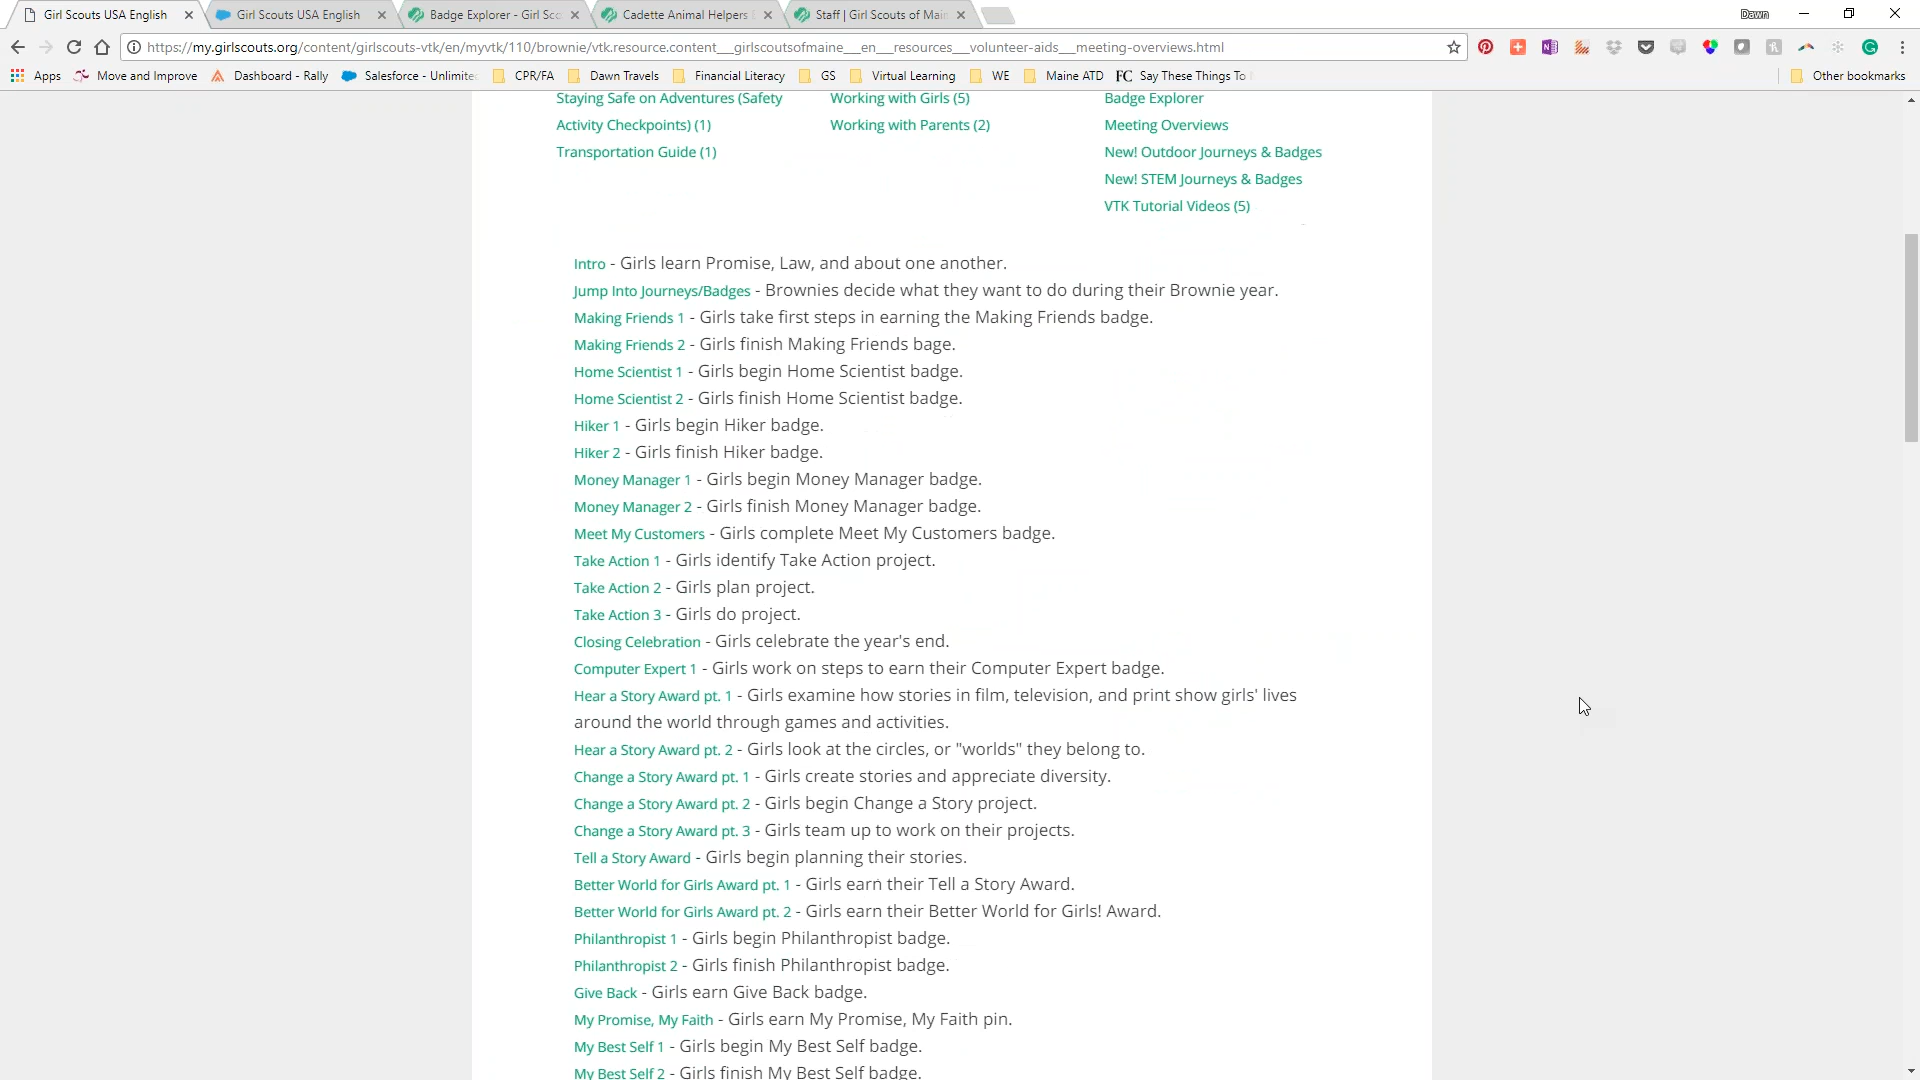 Girl Scouts USA English
Girl Scouts USA English
Badge Explorer - Girl Sco
Cadette Animal Helpers
Staff | Girl Scouts of Main
Dawn
https://my.girlscouts.org/content/girlscouts-vtk/en/myvtk/110/brownie/vtk.resource.content__girlscoutsofmaine__en__resources__volunteer-aids__meeting-overviews.html
Apps
Move and Improve
Dashboard - Rally
Salesforce - Unlimite
CPR/FA
Dawn Travels
Financial Literacy
GS
Virtual Learning
WE
Maine ATD
FC Say These Things To
Other bookmarks
Staying Safe on Adventures (Safety
Activity Checkpoints) (1)
Transportation Guide (1)
Working with Girls (5)
Working with Parents (2)
Badge Explorer
Meeting Overviews
New! Outdoor Journeys & Badges
New! STEM Journeys & Badges
VTK Tutorial Videos (5)
Intro - Girls learn Promise, Law, and about one another.
Jump Into Journeys/Badges - Brownies decide what they want to do during their Brownie year.
Making Friends 1 - Girls take first steps in earning the Making Friends badge.
Making Friends 2 - Girls finish Making Friends bage.
Home Scientist 1 - Girls begin Home Scientist badge.
Home Scientist 2 - Girls finish Home Scientist badge.
Hiker 1 - Girls begin Hiker badge.
Hiker 2 - Girls finish Hiker badge.
Money Manager 1 - Girls begin Money Manager badge.
Money Manager 2 - Girls finish Money Manager badge.
Meet My Customers - Girls complete Meet My Customers badge.
Take Action 1 - Girls identify Take Action project.
Take Action 2 - Girls plan project.
Take Action 3 - Girls do project.
Closing Celebration - Girls celebrate the year's end.
Computer Expert 1 - Girls work on steps to earn their Computer Expert badge.
Hear a Story Award pt. 1 - Girls examine how stories in film, television, and print show girls' lives
around the world through games and activities.
Hear a Story Award pt. 2 - Girls look at the circles, or "worlds" they belong to.
Change a Story Award pt. 1 - Girls create stories and appreciate diversity.
Change a Story Award pt. 2 - Girls begin Change a Story project.
Change a Story Award pt. 3 - Girls team up to work on their projects.
Tell a Story Award - Girls begin planning their stories.
Better World for Girls Award pt. 1 - Girls earn their Tell a Story Award.
Better World for Girls Award pt. 2 - Girls earn their Better World for Girls! Award.
Philanthropist 1 - Girls begin Philanthropist badge.
Philanthropist 2 - Girls finish Philanthropist badge.
Give Back - Girls earn Give Back badge.
My Promise, My Faith - Girls earn My Promise, My Faith pin.
My Best Self 1 - Girls begin My Best Self badge.
My Best Self 2 - Girls finish My Best Self badge.